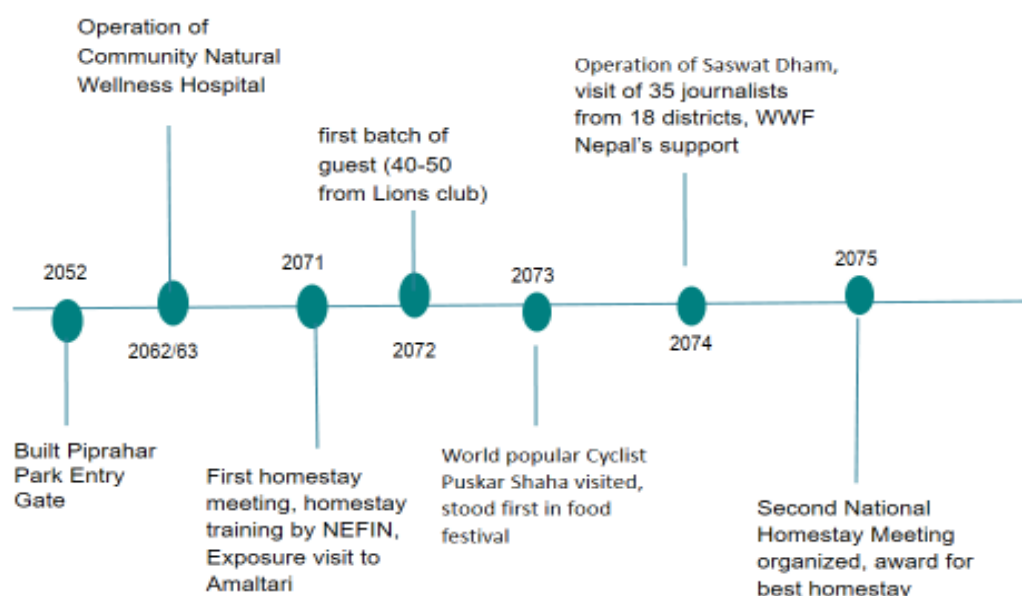 Operation of
Community Natural
Wellness Hospital
first batch of
guest (40-50
from Lions club)
Operation of Saswat Dham,
visit of 35 journalists
from 18 districts, WWF
Nepal's support
2052
2062/63
2071
2072
2073
2074
2075
Built Piprahar
Park Entry
Gate
First homestay
meeting, homestay
training by NEFIN,
Exposure visit to
Amaltari
World popular Cyclist
Puskar Shaha visited,
stood first in food
festival
Second National
Homestay Meeting
organized, award for
best homestay